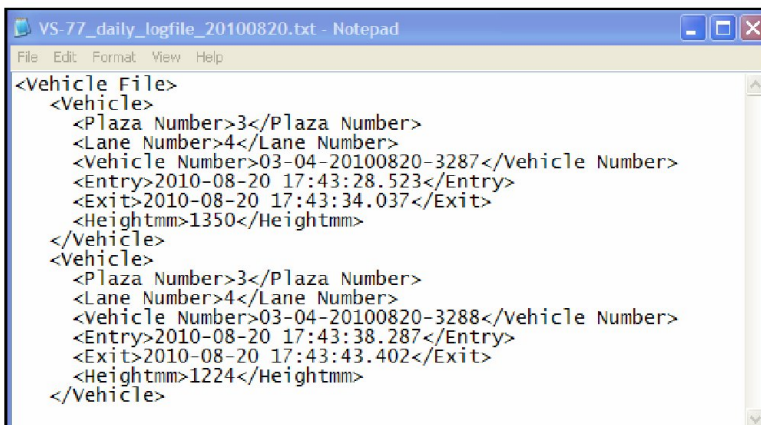 VS-77_daily_logfile_20100820.txt - Notepad
File Edit Format View Help
<Vehicle File>
<Vehicle>
<Plaza Number>3</Plaza Number>
<Lane Number>4</Lane Number>
<Vehicle Number>03-04-20100820-3287</Vehicle Number>
<Entry>2010-08-20 17:43:28.523</Entry>
<Exit>2010-08-20 17:43:34.037</Exit>
<Heightmm>1350</Heightmm>
</Vehicle>
<Vehicle>
<Plaza Number>3</Plaza Number>
<Lane Number>4</Lane Number>
<Vehicle Number>03-04-20100820-3288</Vehicle Number>
<Entry>2010-08-20 17:43:38.287</Entry>
<Exit>2010-08-20 17:43:43.402</Exit>
<Heightmm>1224</Heightmm>
</Vehicle>